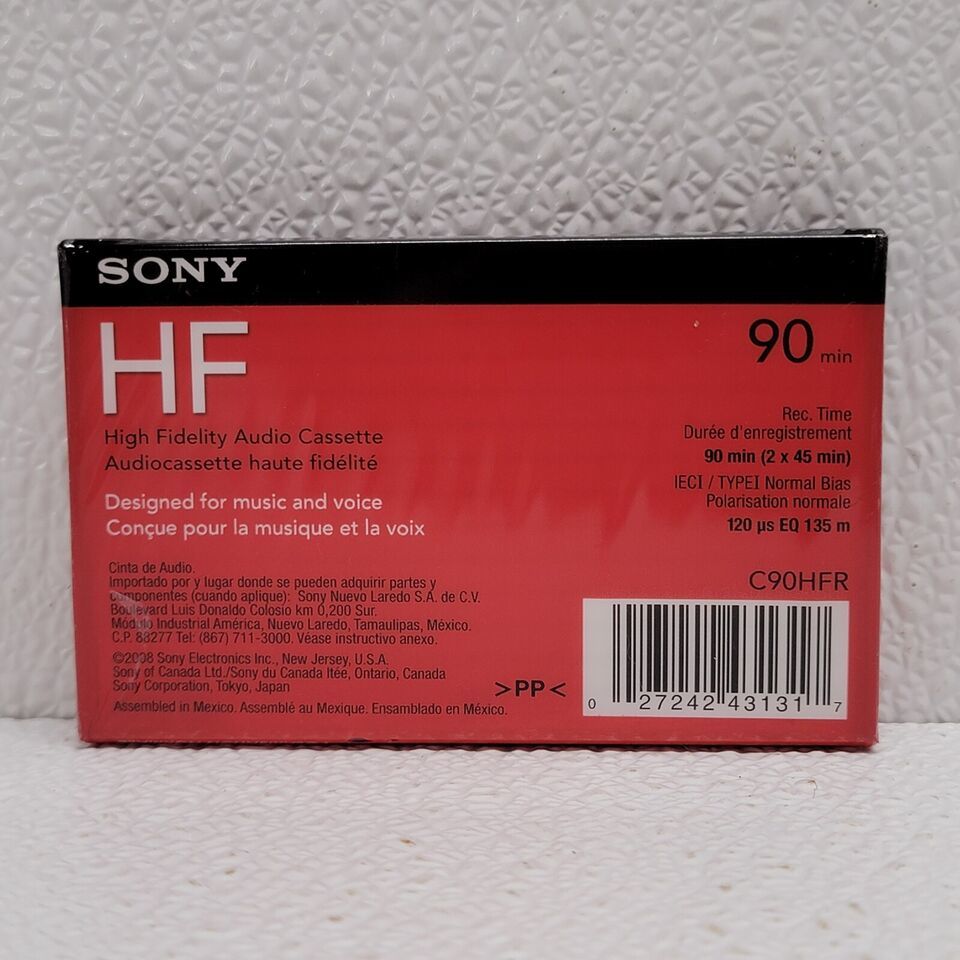 SONY
HF
90 min
High Fidelity Audio Cassette
Audiocassette haute fidélité
Designed for music and voice
Conçue pour la musique et la voix
Rec. Time
Durée d'enregistrement
90 min (2 x 45 min)
IECI / TYPEI Normal Bias
Polarisation normale
120 µs EQ 135 m
Cinta de Audio.
Importado por y lugar donde se pueden adquirir partes y
componentes (cuando aplique): Sony Nuevo Laredo S.A. de C.V.
Boulevard Luis Donaldo Colosio km 0,200 Sur.
Módulo Industrial América, Nuevo Laredo, Tamaulipas, México.
C.P. 88277 Tel: (867) 711-3000. Véase instructivo anexo.
©2008 Sony Electronics Inc., New Jersey, U.S.A.
Sony of Canada Ltd./Sony du Canada ltée, Ontario, Canada
Sony Corporation, Tokyo, Japan
Assembled in Mexico. Assemblé au Mexique. Ensamblado en México.
>PP<
C90HFR
0 27242 43131 7